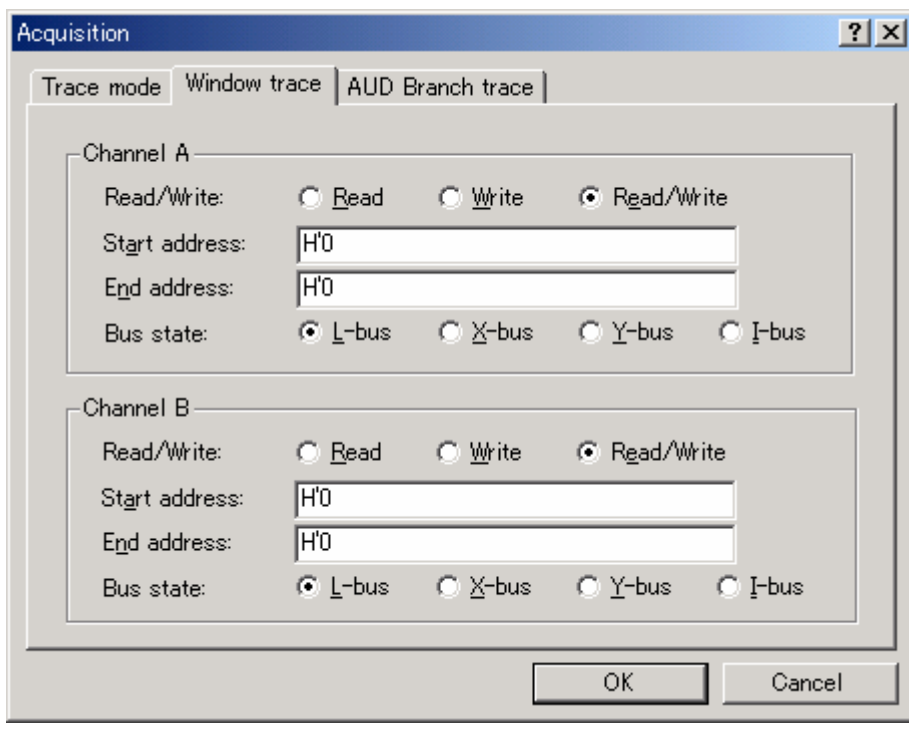 Acquisition
Trace mode Window trace AUD Branch trace
Channel A
Read/Write: Read Write Read/Write
Start address: H'0
End address: H'0
Bus state: L-bus X-bus Y-bus I-bus
Channel B
Read/Write: Read Write Read/Write
Start address: H'0
End address: H'0
Bus state: L-bus X-bus Y-bus I-bus
OK Cancel